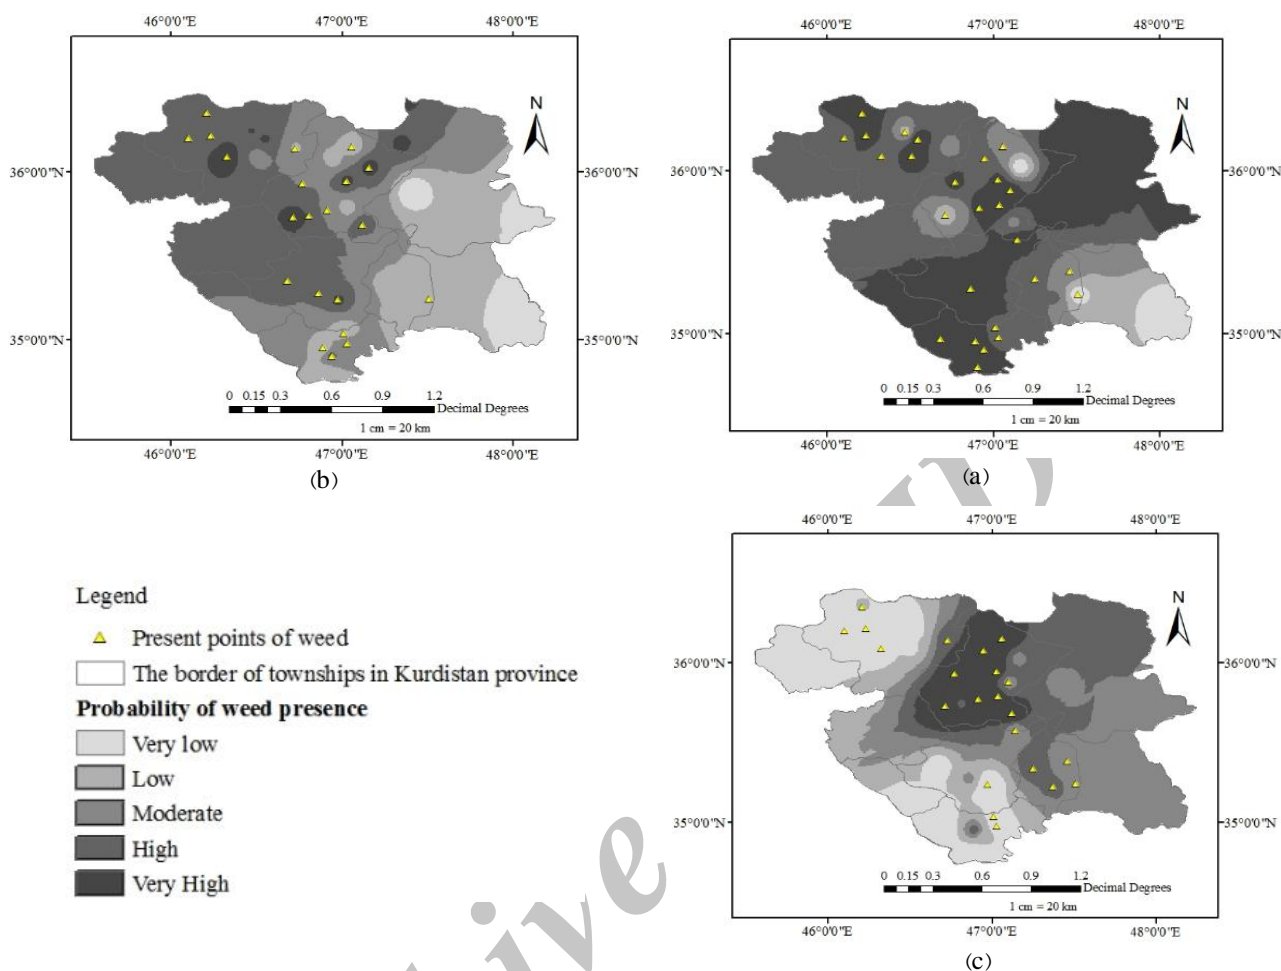 46°0'0"E 47°0'0"E 48°0'0"E
N
36°0'0"N 36°0'0"N
35°0'0"N 35°0'0"N
0 0.15 0.3 0.6 0.9 1.2
Decimal Degrees
1 cm = 20 km
46°0'0"E 47°0'0"E 48°0'0"E
(b)
46°0'0"E 47°0'0"E 48°0'0"E
N
36°0'0"N 36°0'0"N
35°0'0"N 35°0'0"N
0 0.15 0.3 0.6 0.9 1.2
Decimal Degrees
1 cm = 20 km
46°0'0"E 47°0'0"E 48°0'0"E
(a)
Legend
Present points of weed
The border of townships in Kurdistan province
Probability of weed presence
Very low
Low
Moderate
High
Very High
46°0'0"E 47°0'0"E 48°0'0"E
N
36°0'0"N 36°0'0"N
35°0'0"N 35°0'0"N
0 0.15 0.3 0.6 0.9 1.2
Decimal Degrees
1 cm = 20 km
46°0'0"E 47°0'0"E 48°0'0"E
(c)